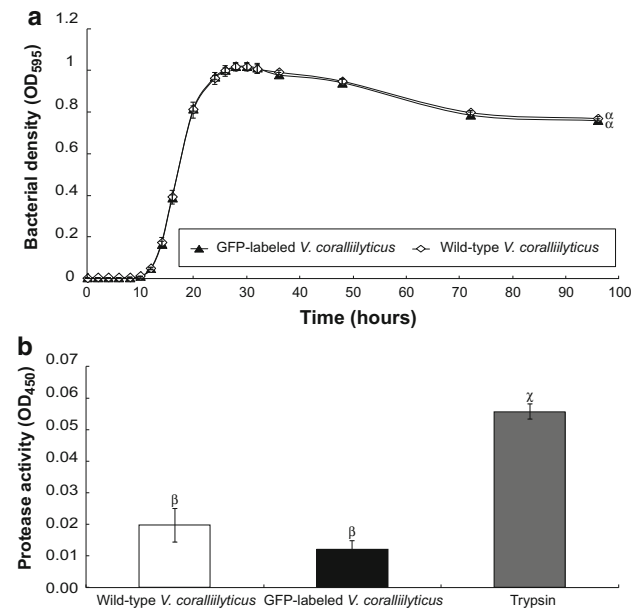 a
Bacterial density (OD595)
1.2
1
0.8
0.6
0.4
0.2
0
α
α
GFP-labeled V. coralliilyticus
Wild-type V. coralliilyticus
0 10 20 30 40 50 60 70 80 90 100
Time (hours)
b
Protease activity (OD450)
0.07
0.06
0.05
0.04
0.03
0.02
0.01
0.00
β
β
χ
Wild-type V. coralliilyticus GFP-labeled V. coralliilyticus Trypsin